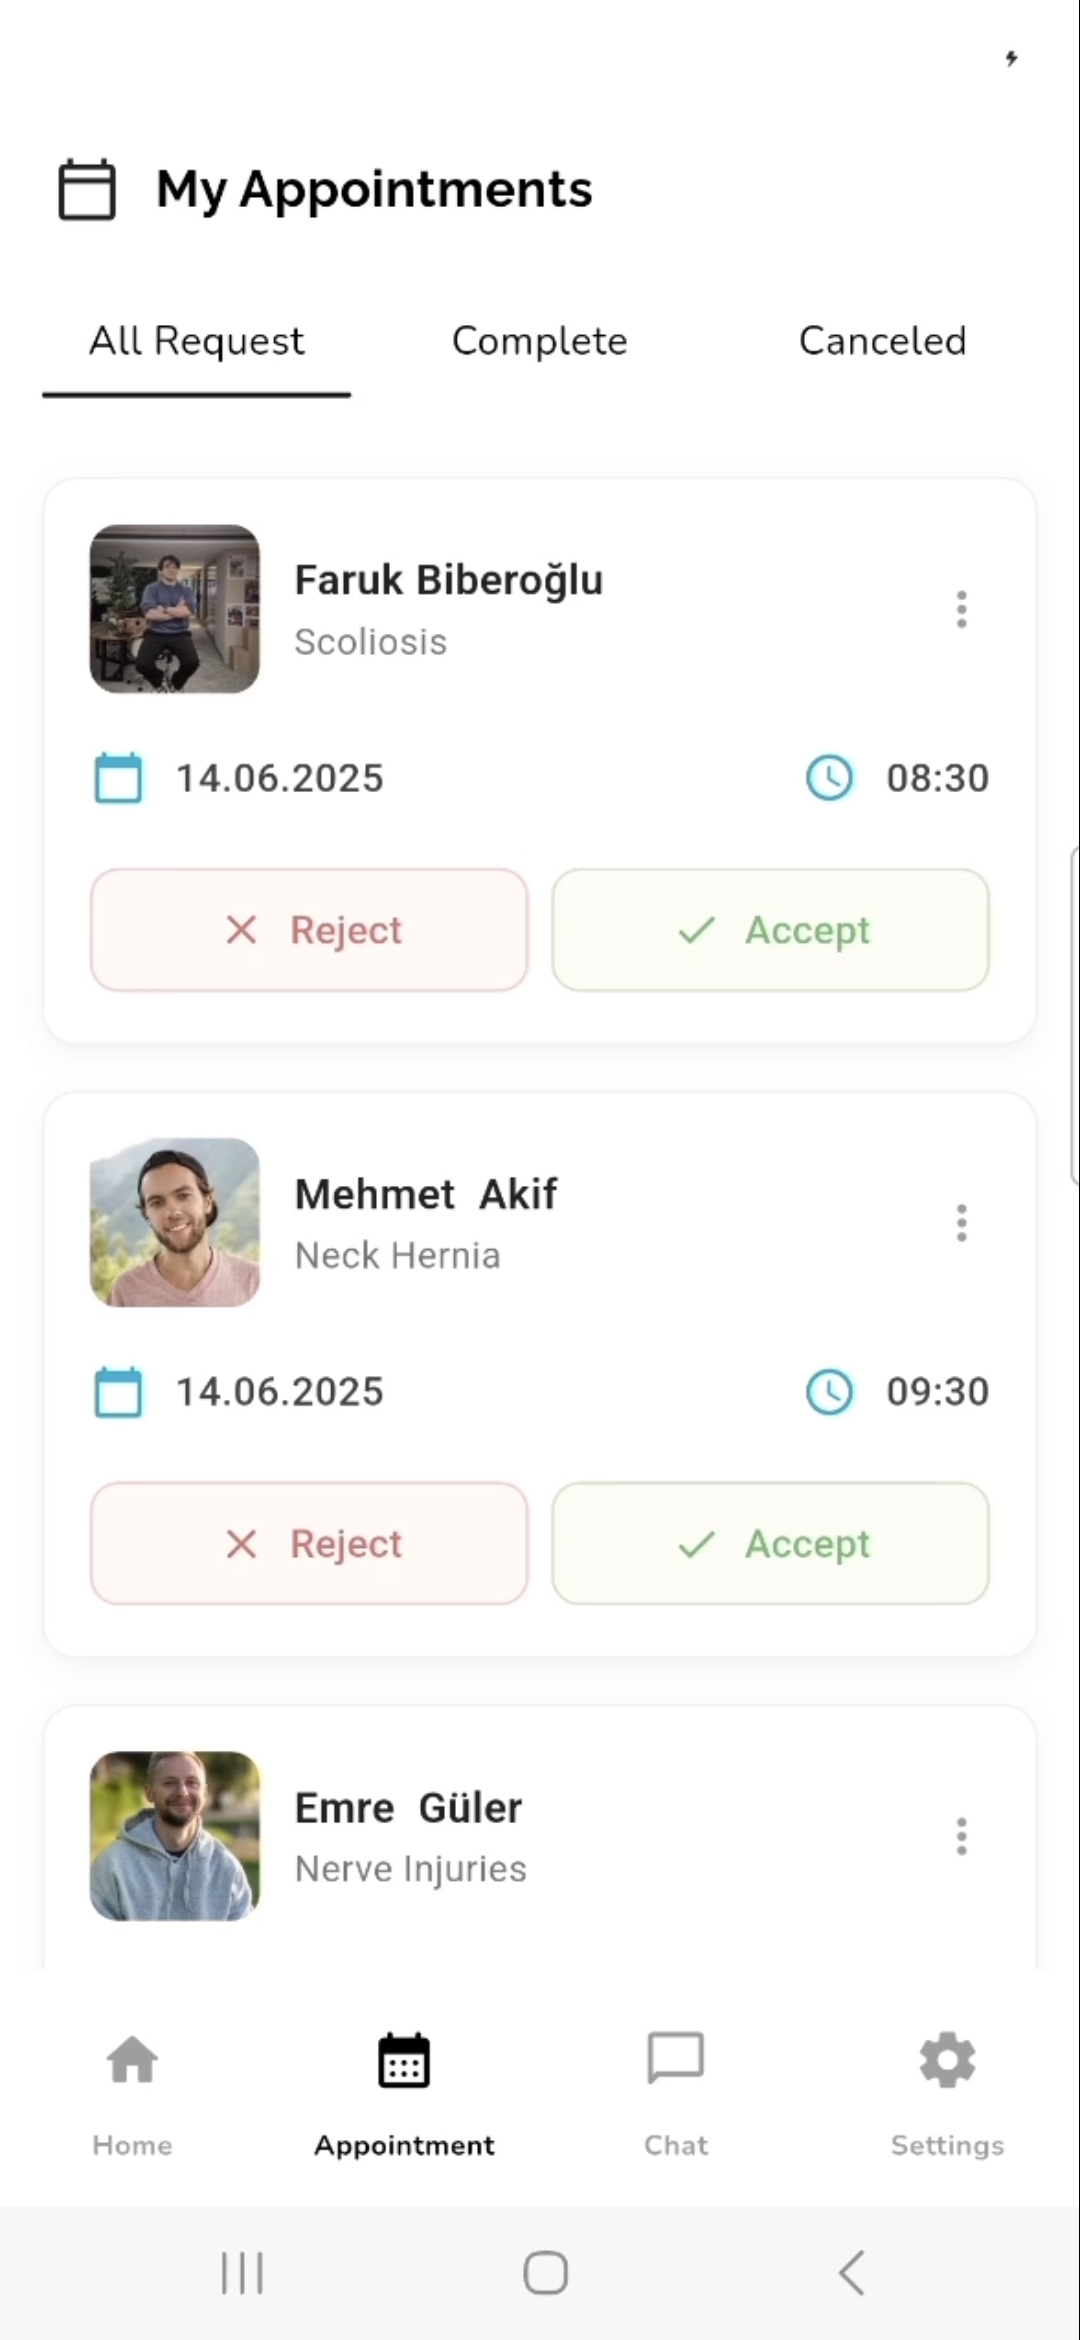 My Appointments
All Request Complete Canceled
Faruk Biberoğlu
Scoliosis
14.06.2025 08:30
Reject Accept
Mehmet  Akif
Neck Hernia
14.06.2025 09:30
Reject Accept
Emre  Güler
Nerve Injuries
Home Appointment Chat Settings